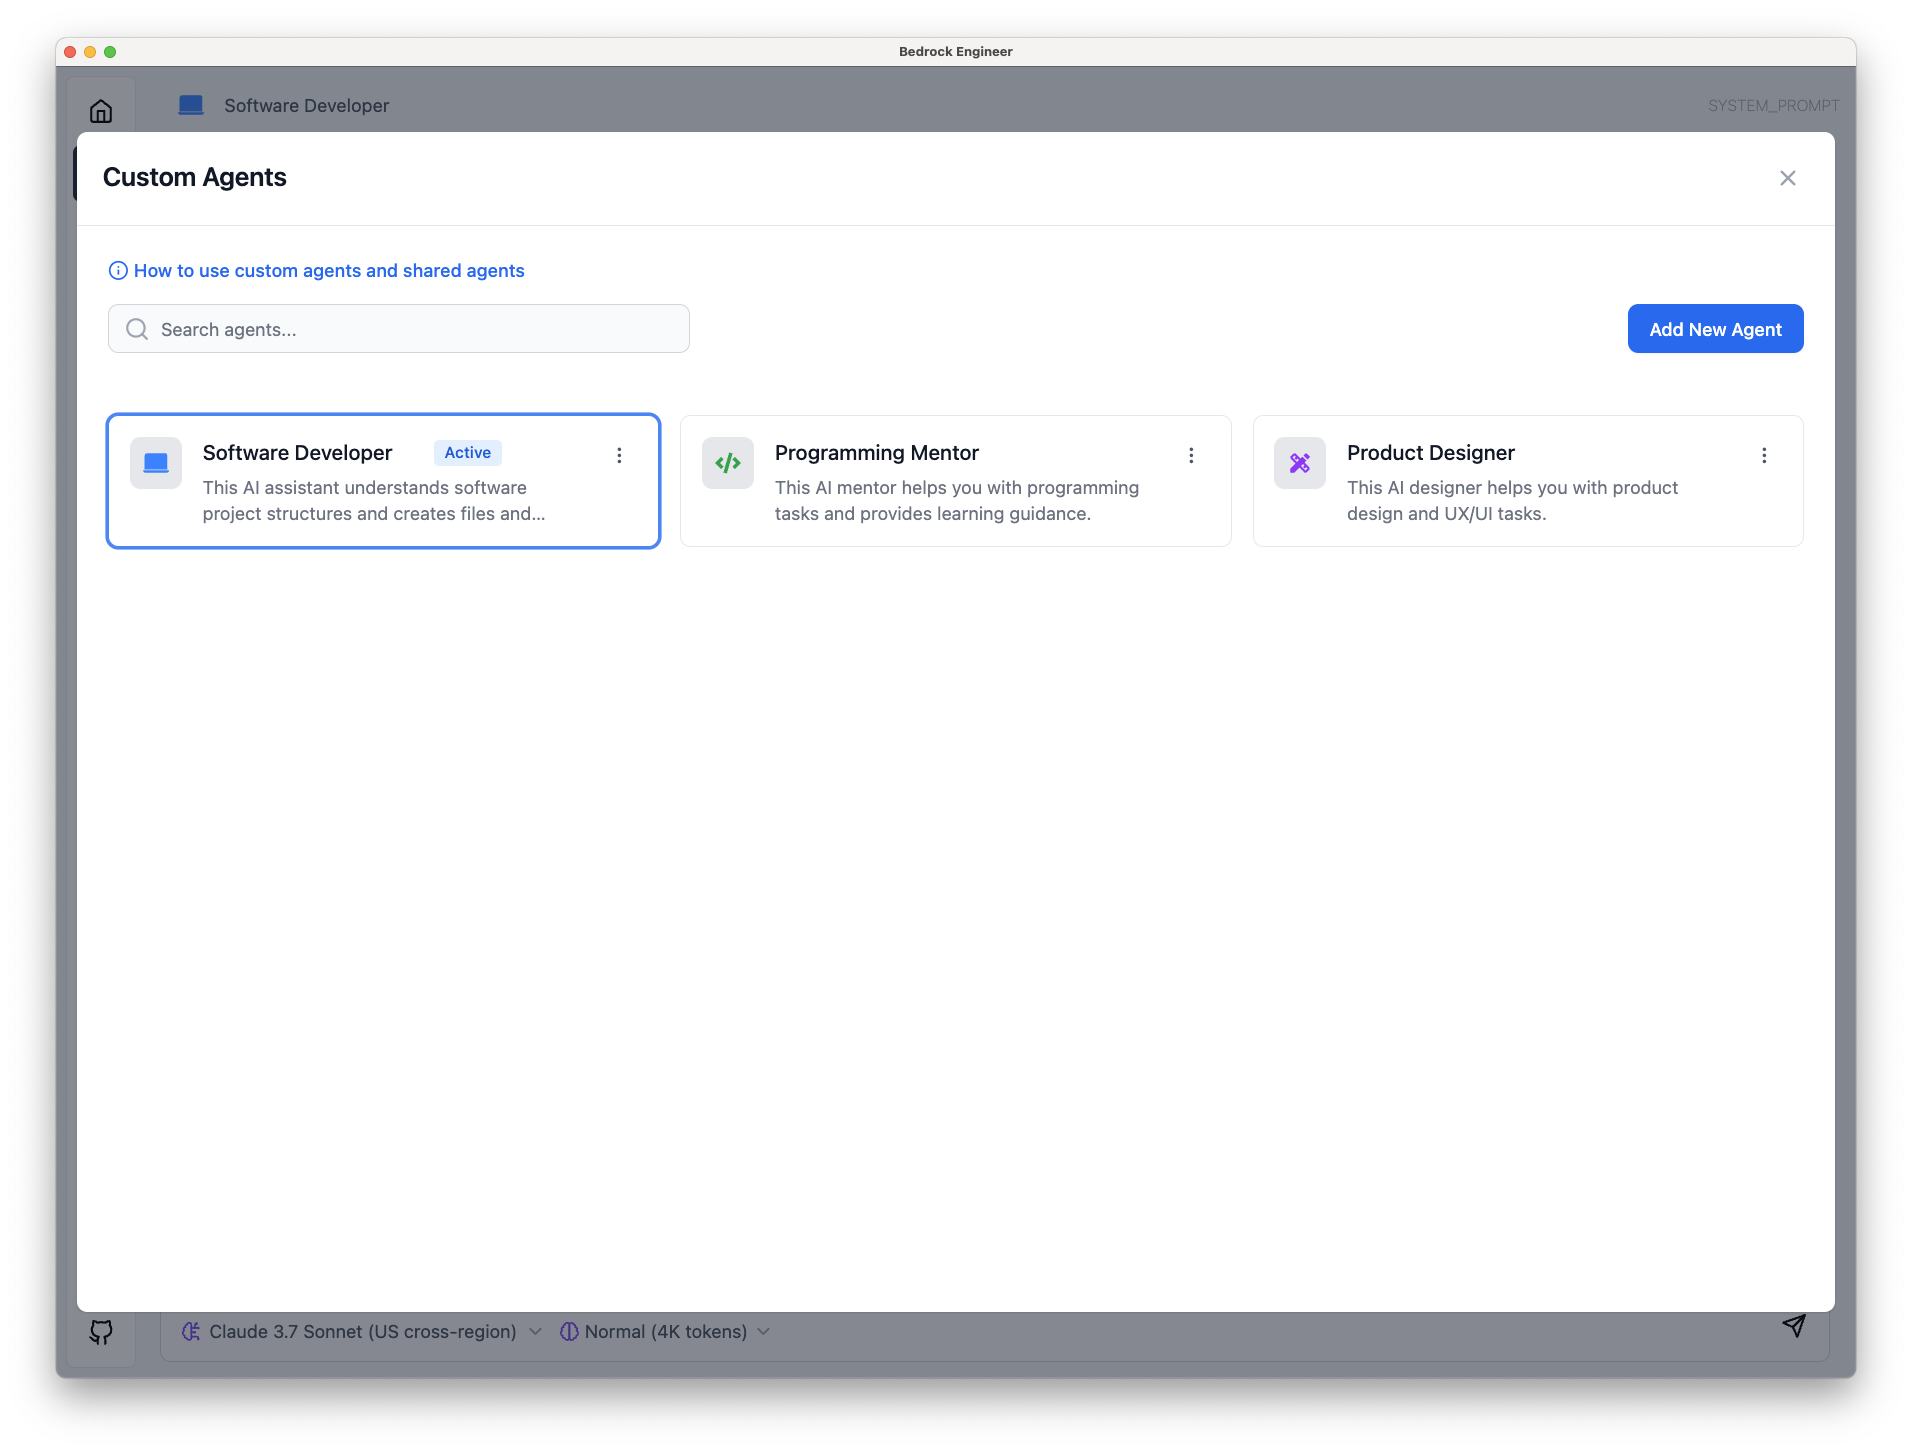 Bedrock Engineer
Software Developer
SYSTEM_PROMPT
Custom Agents
How to use custom agents and shared agents
Search agents...
Add New Agent
Software Developer
Active
This AI assistant understands software
project structures and creates files and...
Programming Mentor
This AI mentor helps you with programming
tasks and provides learning guidance.
Product Designer
This AI designer helps you with product
design and UX/UI tasks.
Claude 3.7 Sonnet (US cross-region)
Normal (4K tokens)